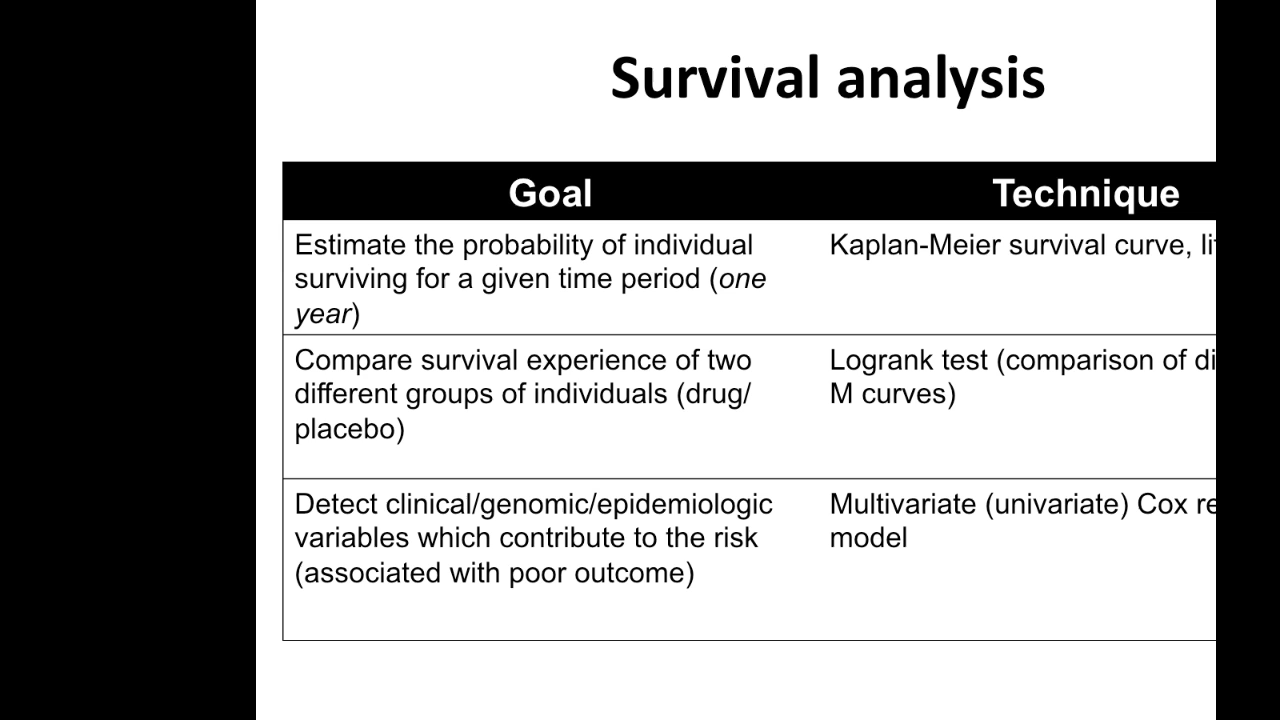 Survival analysis
Goal
Technique
Estimate the probability of individual
surviving for a given time period (one
year)
Kaplan-Meier survival curve,
Compare survival experience of two
different groups of individuals (drug/
placebo)
Logrank test (comparison of
M curves)
Detect clinical/genomic/epidemiologic
variables which contribute to the risk
(associated with poor outcome)
Multivariate (univariate) Cox
model